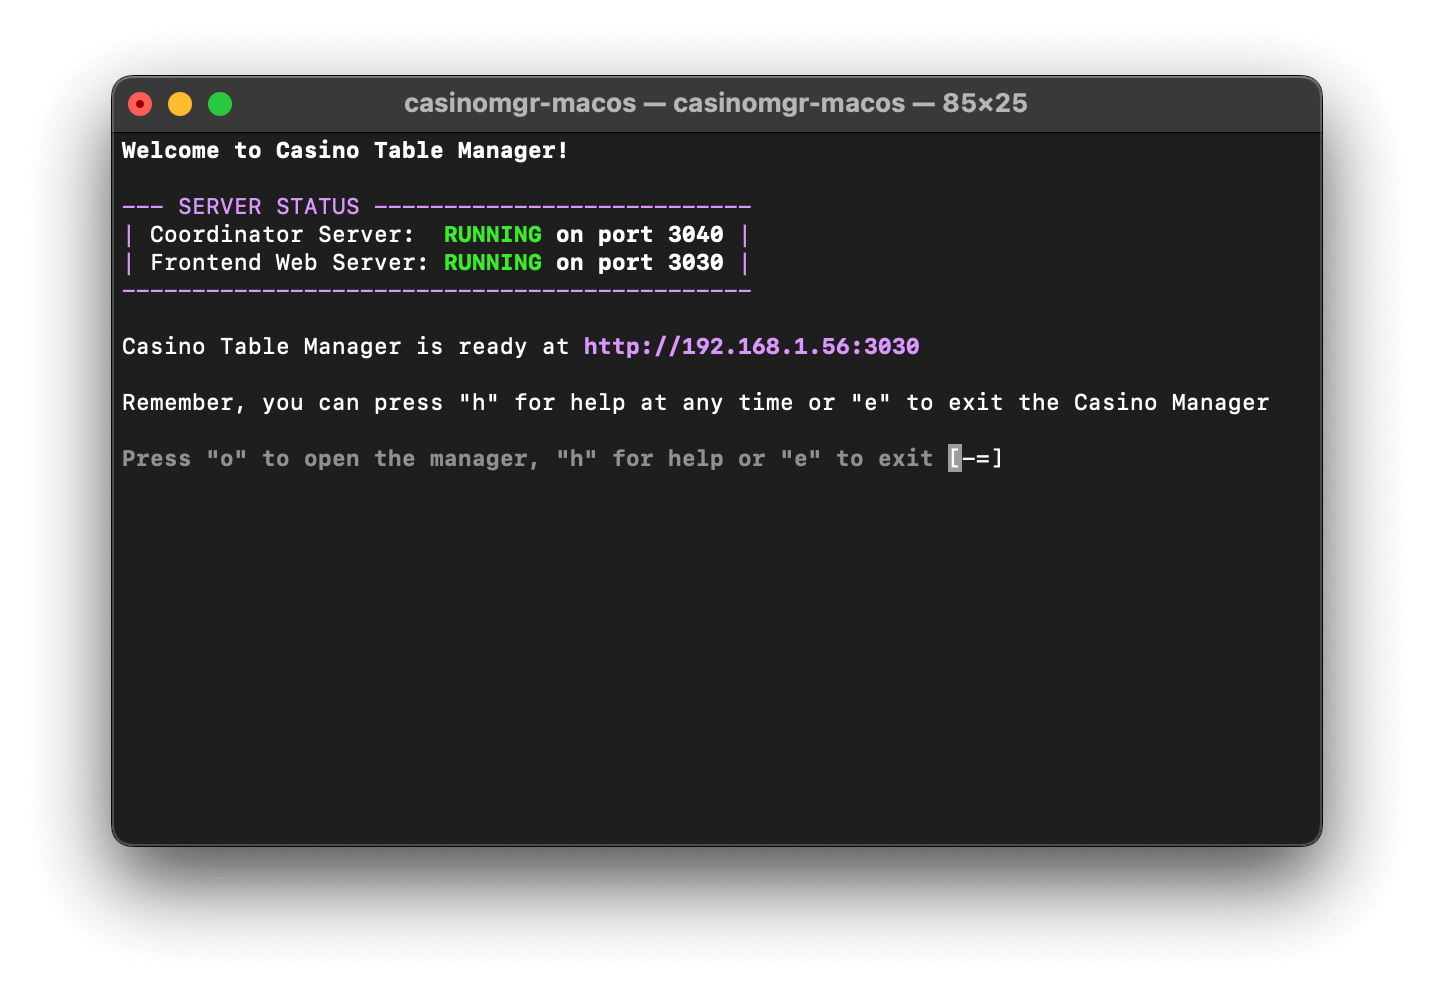 casinomgr-macos — casinomgr-macos — 85×25
Welcome to Casino Table Manager!
--- SERVER STATUS ---------------------------
| Coordinator Server:  RUNNING on port 3040 |
| Frontend Web Server: RUNNING on port 3030 |
---------------------------------------------
Casino Table Manager is ready at http://192.168.1.56:3030
Remember, you can press "h" for help at any time or "e" to exit the Casino Manager
Press "o" to open the manager, "h" for help or "e" to exit [-=]